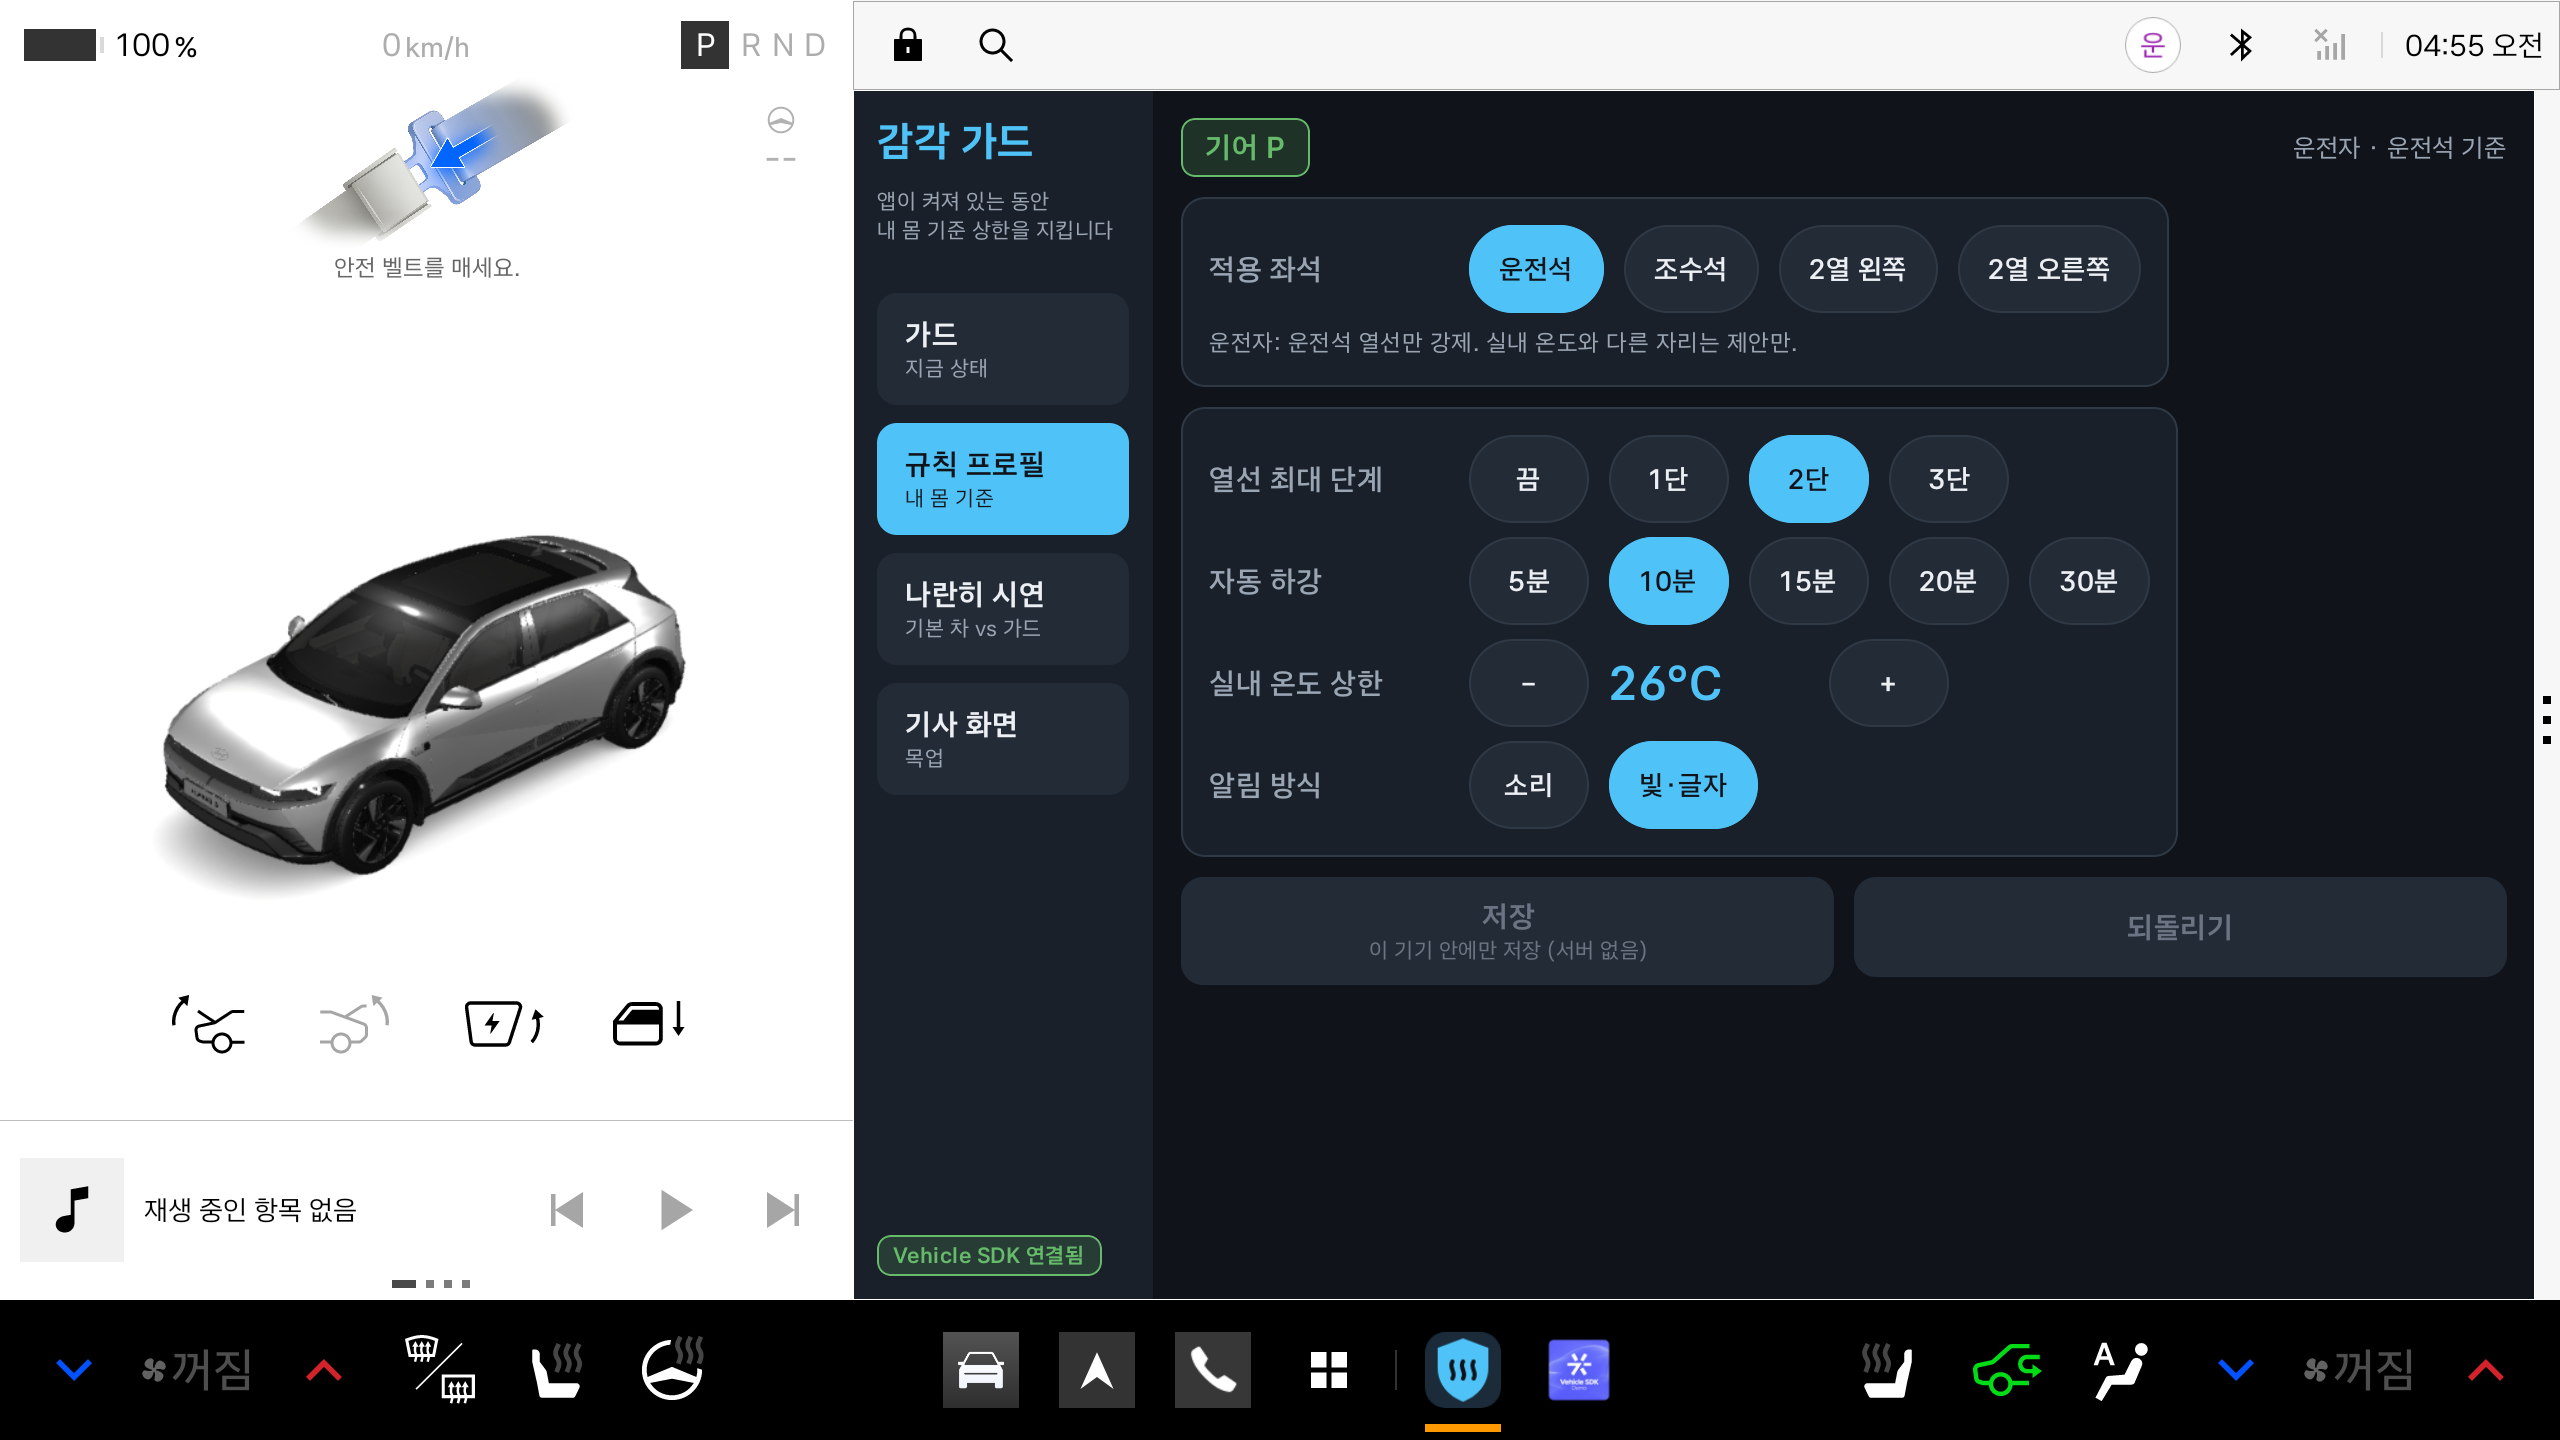 100 %
0 km/h
P R N D
안전 벨트를 매세요.
재생 중인 항목 없음
운
04:55 오전
감각 가드
앱이 켜져 있는 동안
내 몸 기준 상한을 지킵니다
가드
지금 상태
규칙 프로필
내 몸 기준
나란히 시연
기본 차 vs 가드
기사 화면
목업
Vehicle SDK 연결됨
기어 P
운전자 · 운전석 기준
적용 좌석
운전석
조수석
2열 왼쪽
2열 오른쪽
운전자: 운전석 열선만 강제. 실내 온도와 다른 자리는 제안만.
열선 최대 단계
끔
1단
2단
3단
자동 하강
5분
10분
15분
20분
30분
실내 온도 상한
−
26°C
+
알림 방식
소리
빛·글자
저장
이 기기 안에만 저장 (서버 없음)
되돌리기
꺼짐
Vehicle SDK
Demo
A
꺼짐